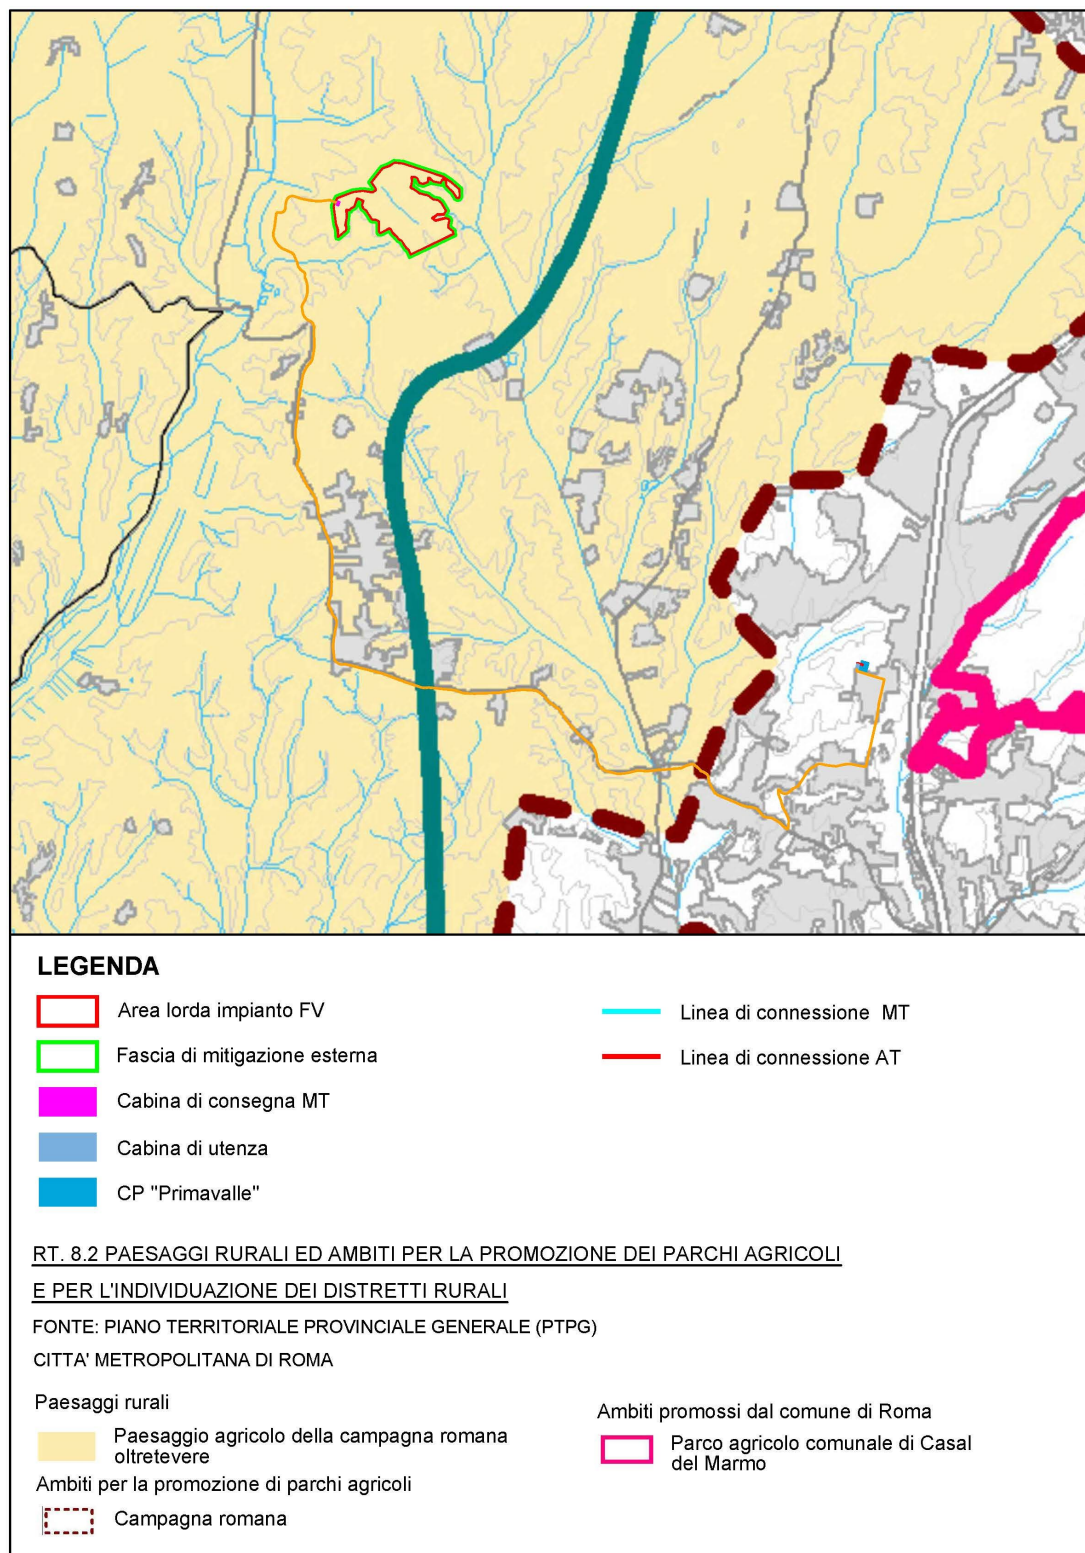 LEGENDA
Area lorda impianto FV
Fascia di mitigazione esterna
Cabina di consegna MT
Cabina di utenza
CP "Primavalle"
Linea di connessione MT
Linea di connessione AT
RT. 8.2 PAESAGGI RURALI ED AMBITI PER LA PROMOZIONE DEI PARCHI AGRICOLI
E PER L'INDIVIDUAZIONE DEI DISTRETTI RURALI
FONTE: PIANO TERRITORIALE PROVINCIALE GENERALE (PTPG)
CITTA' METROPOLITANA DI ROMA
Paesaggi rurali
Paesaggio agricolo della campagna romana
oltretevere
Ambiti per la promozione di parchi agricoli
Campagna romana
Ambiti promossi dal comune di Roma
Parco agricolo comunale di Casal
del Marmo